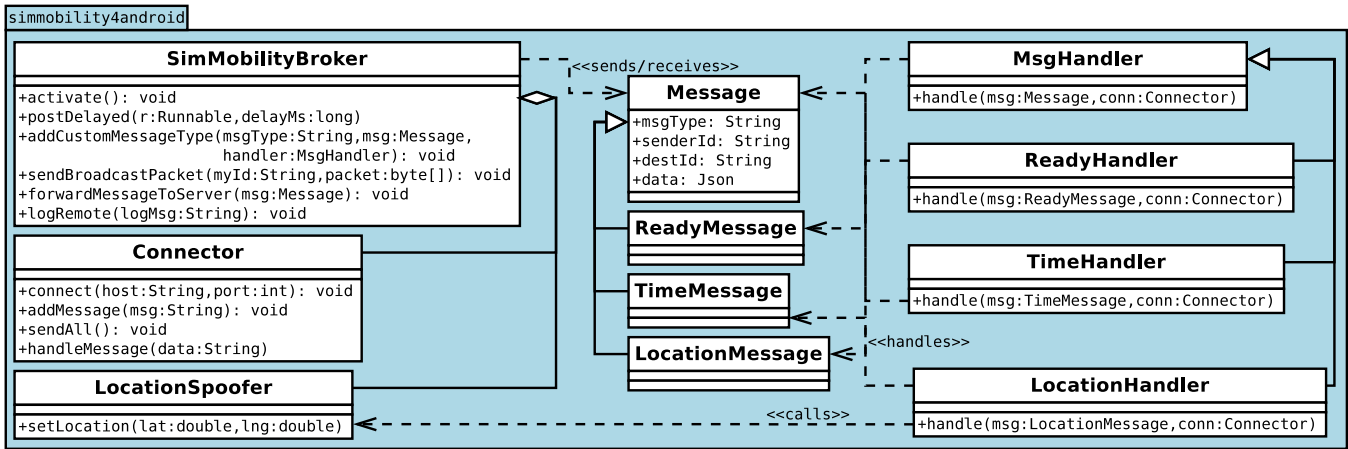 simmobility4android
SimMobilityBroker
+activate(): void
+postDelayed(r:Runnable,delayMs:long)
+addCustomMessageType(msgType:String,msg:Message,
handler:MsgHandler): void
+sendBroadcastPacket(myId:String,packet:byte[]): void
+forwardMessageToServer(msg:Message): void
+logRemote(logMsg:String): void
Connector
+connect(host:String,port:int): void
+addMessage(msg:String): void
+sendAll(): void
+handleMessage(data:String)
LocationSpoofer
+setLocation(lat:double,lng:double)
<<sends/receives>>
Message
+msgType: String
+senderId: String
+destId: String
+data: Json
ReadyMessage
TimeMessage
LocationMessage
<<handles>>
<<calls>>
MsgHandler
+handle(msg:Message,conn:Connector)
ReadyHandler
+handle(msg:ReadyMessage,conn:Connector)
TimeHandler
+handle(msg:TimeMessage,conn:Connector)
LocationHandler
+handle(msg:LocationMessage,conn:Connector)